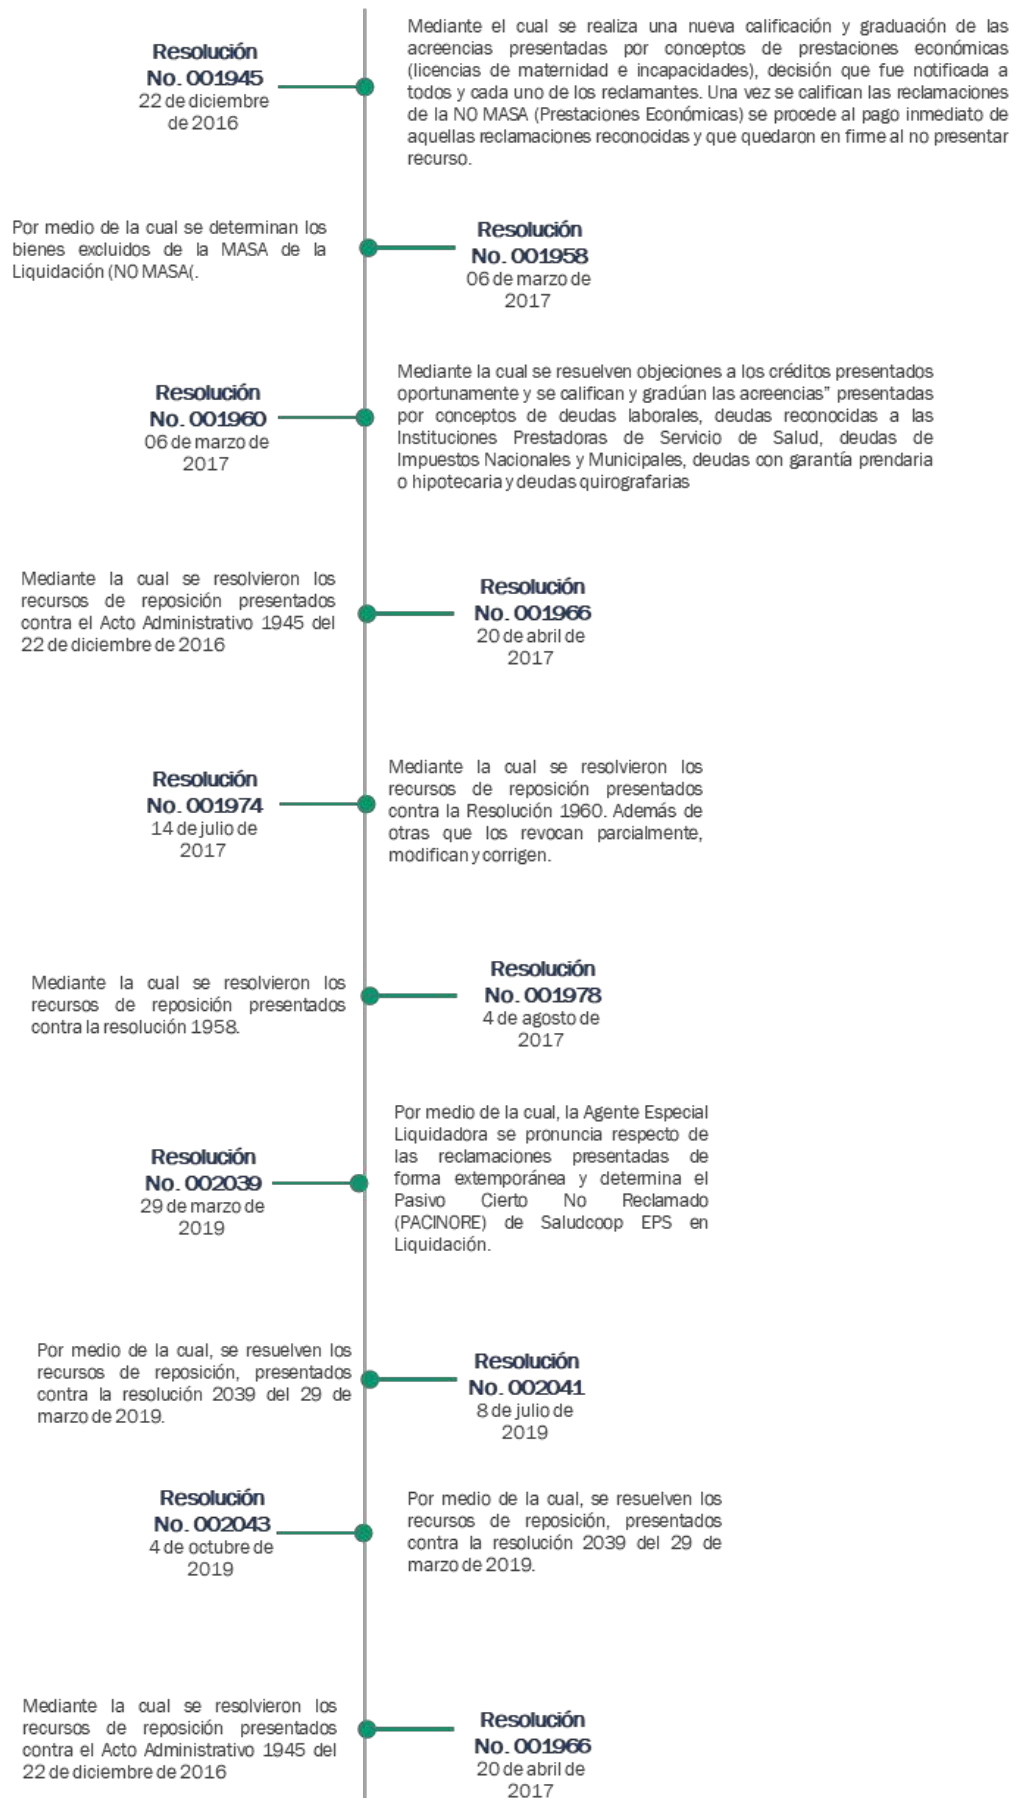 Resolución
No. 001945
22 de diciembre
de 2016
Mediante el cual se realiza una nueva calificación y graduación de las
acreencias presentadas por conceptos de prestaciones económicas
(licencias de maternidad e incapacidades), decisión que fue notificada a
todos y cada uno de los reclamantes. Una vez se califican las reclamaciones
de la NO MASA (Prestaciones Económicas) se procede al pago inmediato de
aquellas reclamaciones reconocidas y que quedaron en firme al no presentar
recurso.
Por medio de la cual se determinan los
bienes excluidos de la MASA de la
Liquidación (NO MASA(.
Resolución
No. 001958
06 de marzo de
2017
Resolución
No. 001960
06 de marzo de
2017
Mediante la cual se resuelven objeciones a los créditos presentados
oportunamente y se califican y gradúan las acreencias” presentadas
por conceptos de deudas laborales, deudas reconocidas a las
Instituciones Prestadoras de Servicio de Salud, deudas de
Impuestos Nacionales y Municipales, deudas con garantía prendaria
o hipotecaria y deudas quirografarias
Mediante la cual se resolvieron los
recursos de reposición presentados
contra el Acto Administrativo 1945 del
22 de diciembre de 2016
Resolución
No. 001966
20 de abril de
2017
Resolución
No. 001974
14 de julio de
2017
Mediante la cual se resolvieron los
recursos de reposición presentados
contra la Resolución 1960. Además de
otras que los revocan parcialmente,
modifican y corrigen.
Mediante la cual se resolvieron los
recursos de reposición presentados
contra la resolución 1958.
Resolución
No. 001978
4 de agosto de
2017
Resolución
No. 002039
29 de marzo de
2019
Por medio de la cual, la Agente Especial
Liquidadora se pronuncia respecto de
las reclamaciones presentadas de
forma extemporánea y determina el
Pasivo Cierto No Reclamado
(PACINORE) de Saludcoop EPS en
Liquidación.
Por medio de la cual, se resuelven los
recursos de reposición, presentados
contra la resolución 2039 del 29 de
marzo de 2019.
Resolución
No. 002041
8 de julio de
2019
Resolución
No. 002043
4 de octubre de
2019
Por medio de la cual, se resuelven los
recursos de reposición, presentados
contra la resolución 2039 del 29 de
marzo de 2019.
Mediante la cual se resolvieron los
recursos de reposición presentados
contra el Acto Administrativo 1945 del
22 de diciembre de 2016
Resolución
No. 001966
20 de abril de
2017